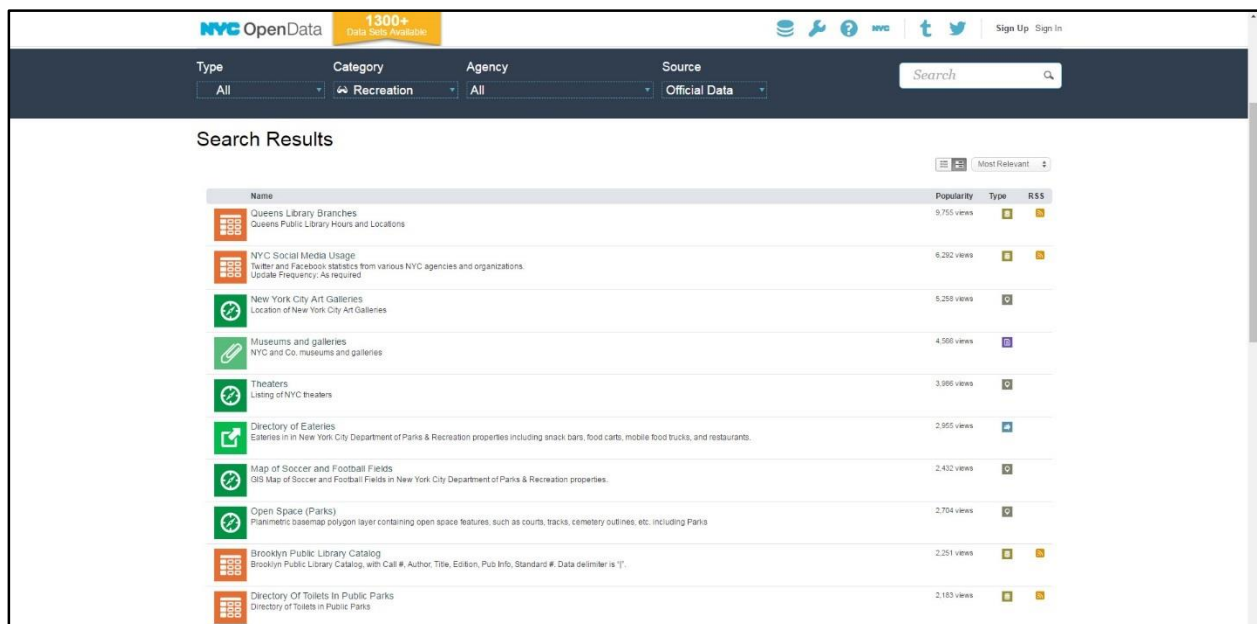 NYC OpenData
1300+
Data Sets Available
NYC
Sign Up Sign In
Type Category Agency Source
All Recreation All Official Data
Search
Search Results
Most Relevant
Name Popularity Type RSS
Queens Library Branches
Queens Public Library Hours and Locations
9,755 views
NYC Social Media Usage
Twitter and Facebook statistics from various NYC agencies and organizations.
Update Frequency: As required
6,292 views
New York City Art Galleries
Location of New York City Art Galleries
5,258 views
Museums and galleries
NYC and Co. museums and galleries
views
Theaters
Listing of NYC theaters
3,986 views
Directory of Eateries
Eateries in in New York City Department of Parks & Recreation properties including snack bars, food carts, mobile food trucks, and restaurants.
2,955 views
Map of Soccer and Football Fields
GIS Map of Soccer and Football Fields in New York City Department of Parks & Recreation properties.
2,432 views
Open Space (Parks)
Planimetric basemap polygon layer containing open space features, such as courts, tracks, cemetery outlines, etc. including Parks
2,704 views
Brooklyn Public Library Catalog
Brooklyn Public Library Catalog, with Call #, Author, Title, Edition, Pub Info, Standard #. Data delimiter is "|".
2,251 views
Directory Of Toilets In Public Parks
Directory of Toilets in Public Parks
2,183 views